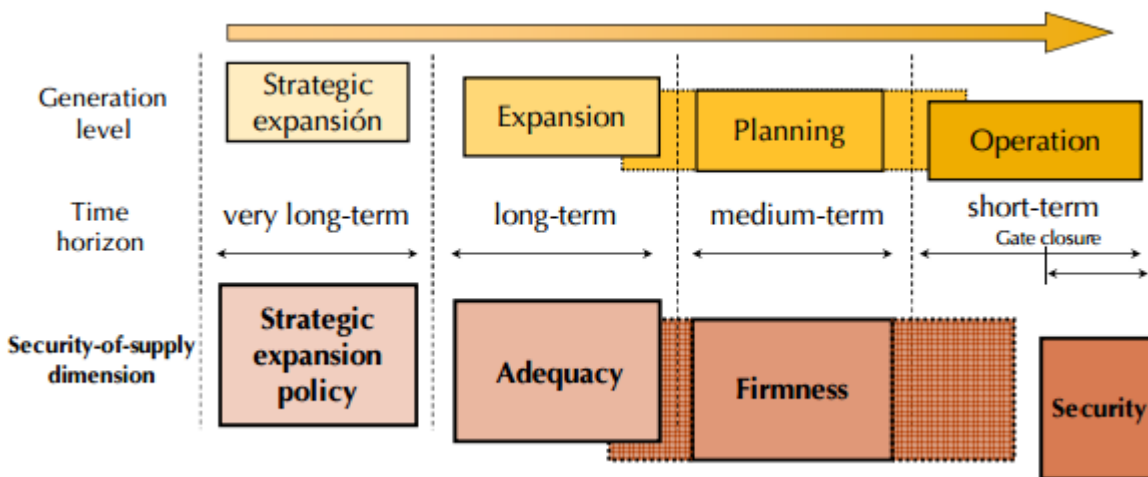 Generation
level
Strategic
expansión
Expansion
Planning
Operation
Time
horizon
very long-term
long-term
medium-term
short-term
Gate closure
Security-of-supply
dimension
Strategic
expansion
policy
Adequacy
Firmness
Security